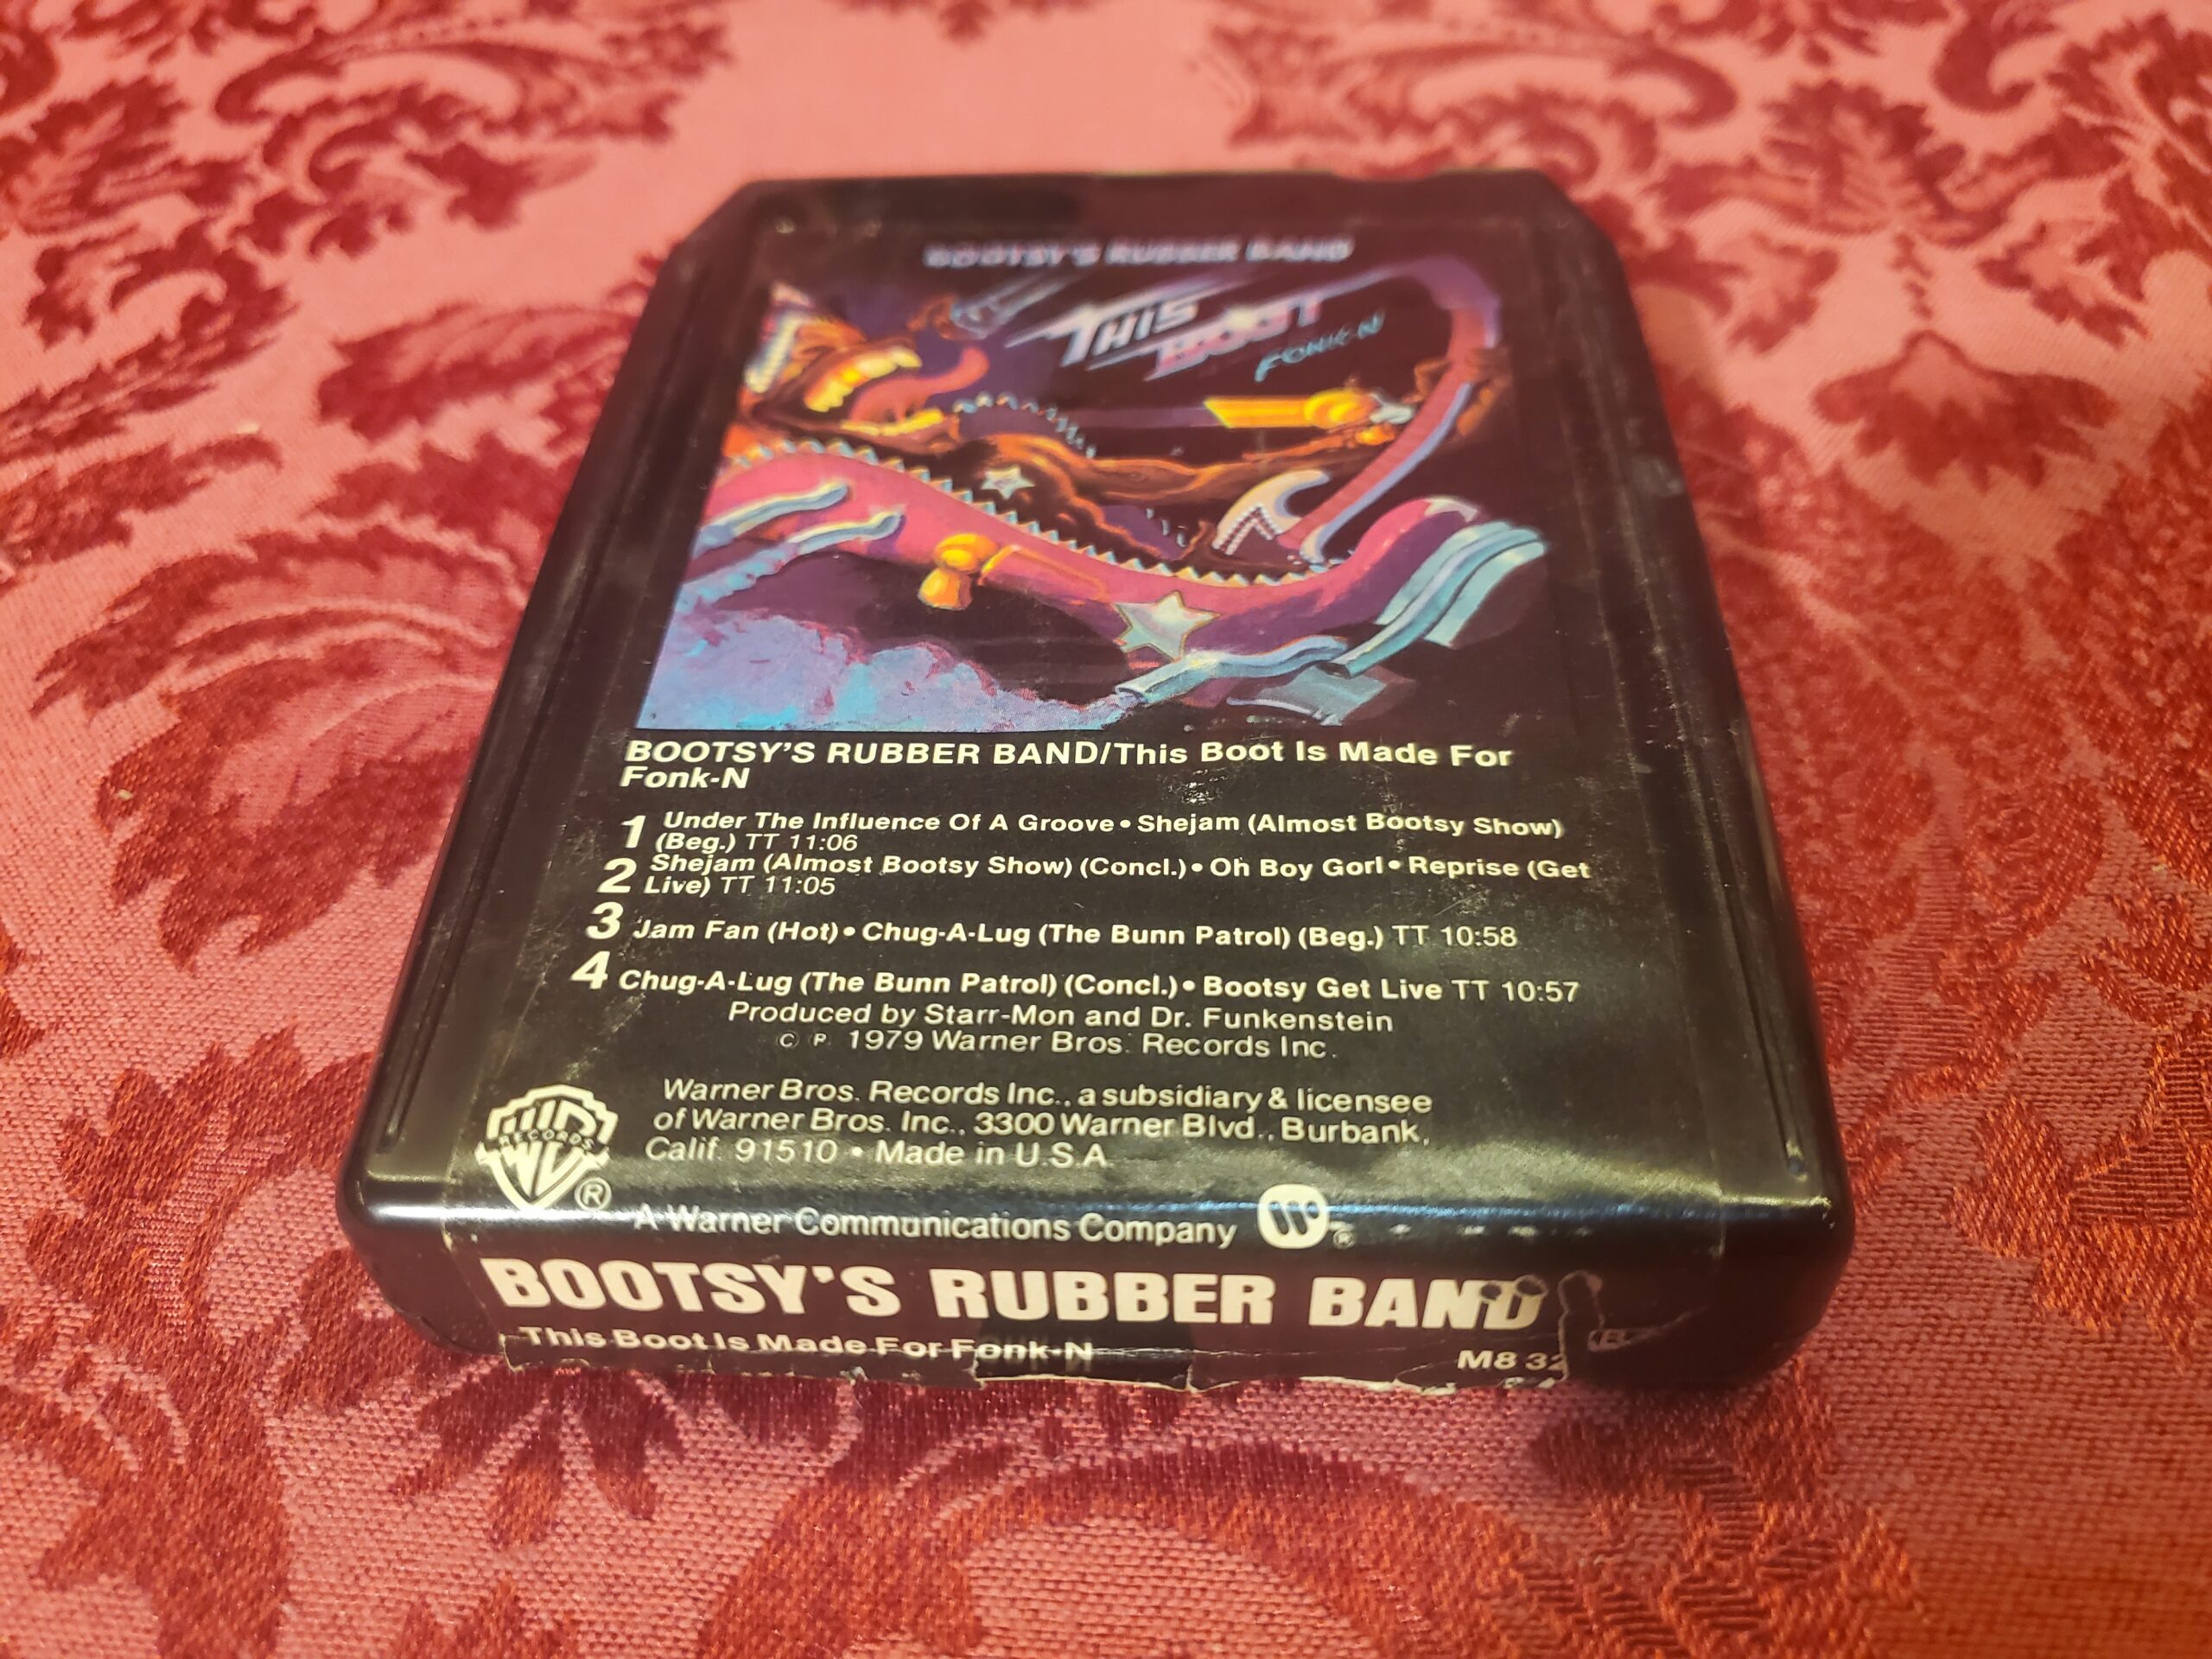 BOOTSY'S RUBBER BAND
THIS
BOOT
FONK-N
BOOTSY'S RUBBER BAND/This Boot Is Made For
Fonk-N
1 Under The Influence Of A Groove • Shejam (Almost Bootsy Show)
(Beg.) TT 11:06
2 Shejam (Almost Bootsy Show) (Concl.) • Oh Boy Gorl • Reprise (Get
Live) TT 11:05
3 Jam Fan (Hot) • Chug-A-Lug (The Bunn Patrol) (Beg.) TT 10:58
4 Chug-A-Lug (The Bunn Patrol) (Concl.) • Bootsy Get Live TT 10:57
Produced by Starr-Mon and Dr. Funkenstein
© ℗ 1979 Warner Bros. Records Inc.
Warner Bros. Records Inc., a subsidiary & licensee
of Warner Bros. Inc., 3300 Warner Blvd., Burbank,
Calif. 91510 • Made in U.S.A.
WB RECORDS ®
A Warner Communications Company ®
BOOTSY'S RUBBER BAND
This Boot Is Made For Fonk-N
M8 32